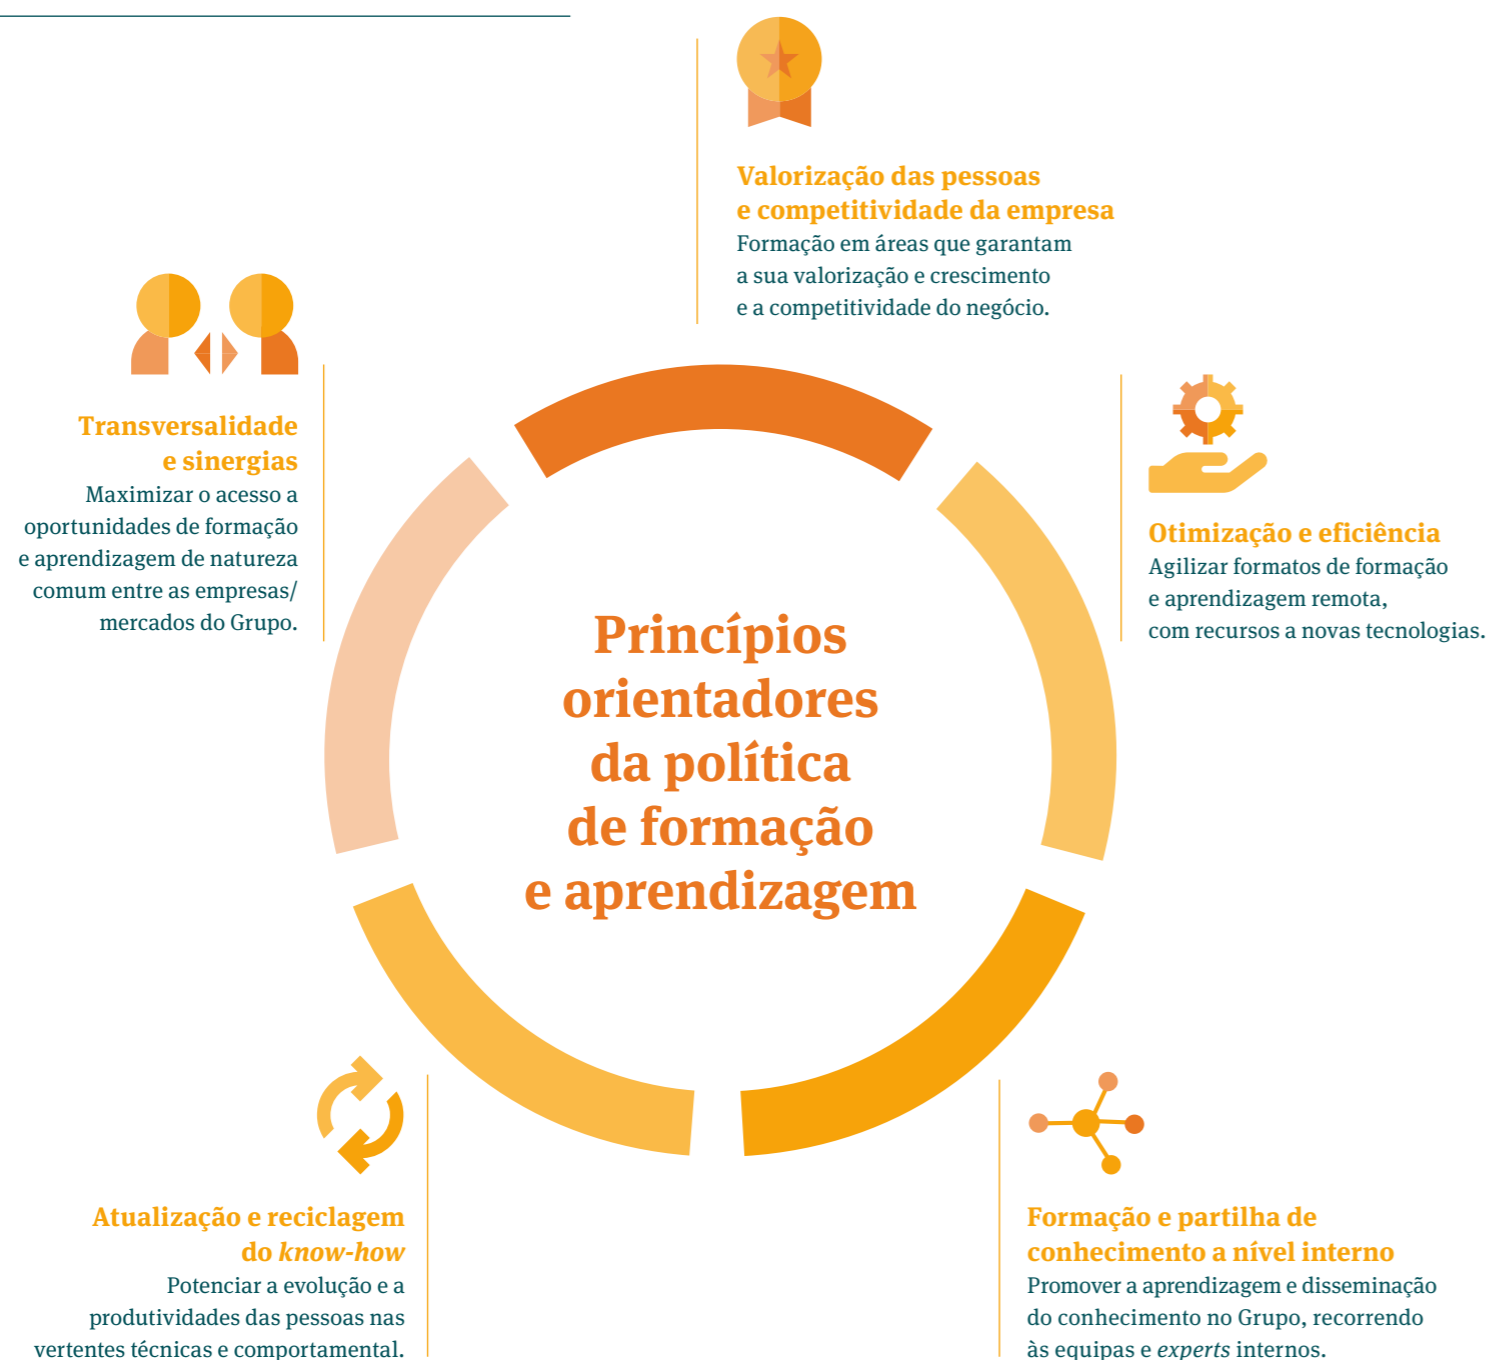 Valorização das pessoas
e competitividade da empresa
Formação em áreas que garantam
a sua valorização e crescimento
e a competitividade do negócio.
Transversalidade
e sinergias
Maximizar o acesso a
oportunidades de formação
e aprendizagem de natureza
comum entre as empresas/
mercados do Grupo.
Otimização e eficiência
Agilizar formatos de formação
e aprendizagem remota,
com recursos a novas tecnologias.
Princípios
orientadores
da política
de formação
e aprendizagem
Atualização e reciclagem
do know-how
Potenciar a evolução e a
produtividades das pessoas nas
vertentes técnicas e comportamental.
Formação e partilha de
conhecimento a nível interno
Promover a aprendizagem e disseminação
do conhecimento no Grupo, recorrendo
às equipas e experts internos.